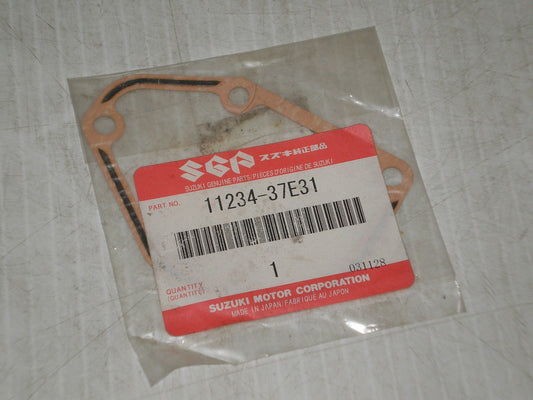 SGP スズキ純正部品
SUZUKI GENUINE PARTS/PIECES D'ORIGINE DE SUZUKI
PART NO. 11234-37E31
QUANTITY 1 031128
(QUANTITE)
SUZUKI MOTOR CORPORATION
MADE IN JAPAN/FABRIQUE AU JAPON